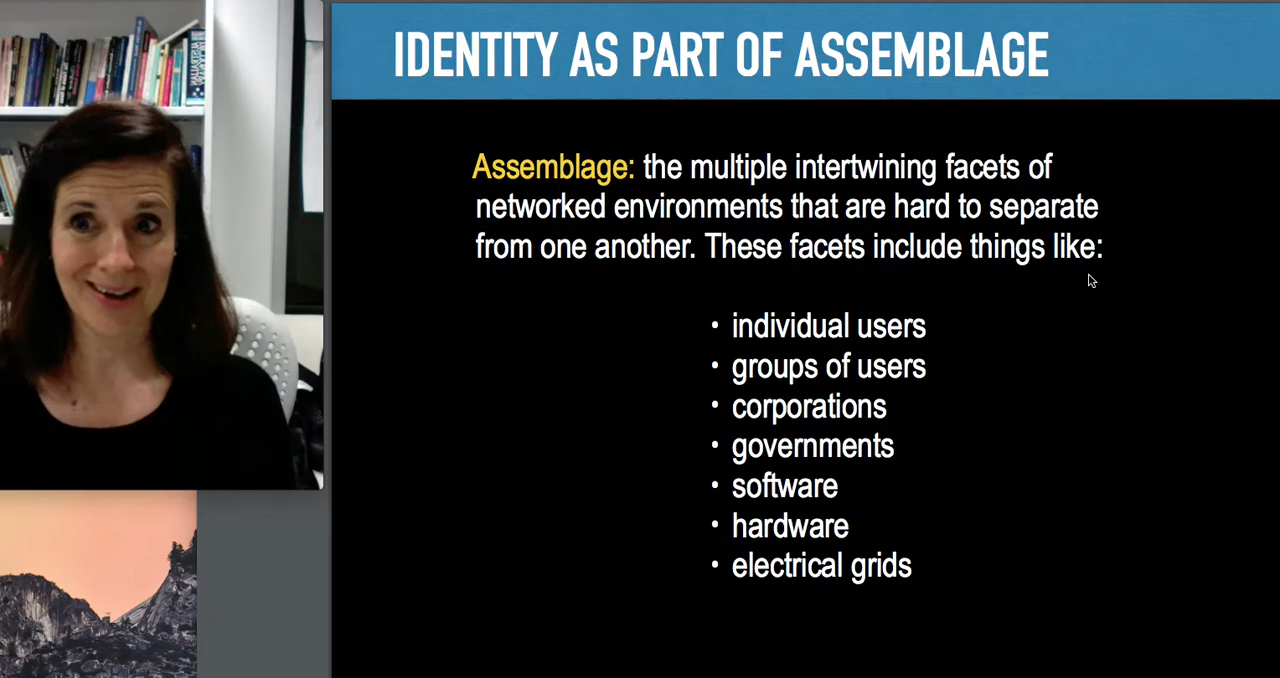 IDENTITY AS PART OF ASSEMBLAGE
Assemblage: the multiple intertwining facets of
networked environments that are hard to separate
from one another. These facets include things like:
• individual users
• groups of users
• corporations
• governments
• software
• hardware
• electrical grids